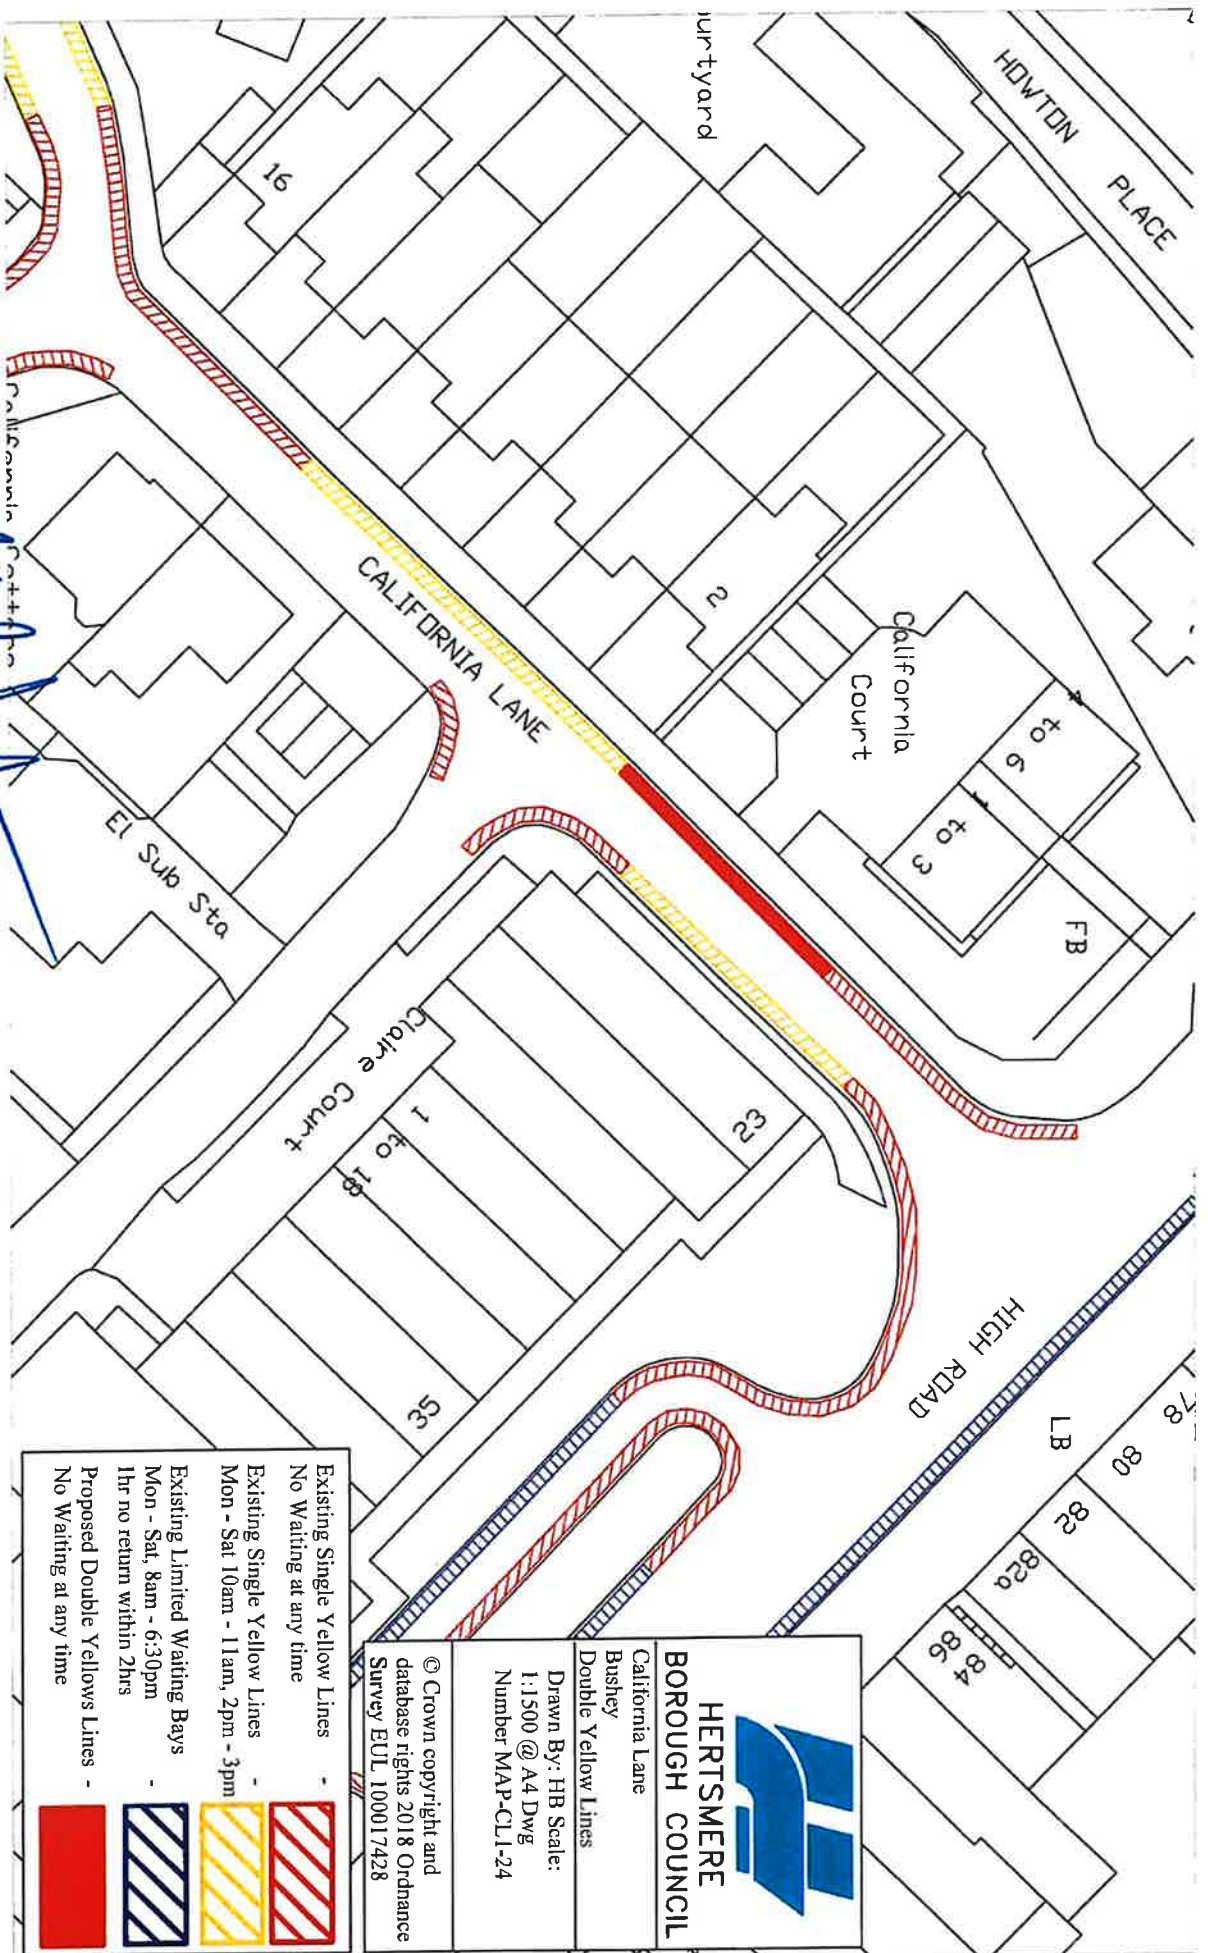 HOWTON PLACE
urtyard
16
2
California
Court
4 to 6
1 to 3
FB
CALIFORNIA LANE
El Sub Sta
Claire Court
1 to 18
23
35
HIGH ROAD
LB
78
80
82
82a
84
86
88
HERTSMERE
BOROUGH COUNCIL
California Lane
Bushey
Double Yellow Lines
Drawn By: HB Scale:
1:1500 @ A4 Dwg
Number MAP-CL1-24
© Crown copyright and
database rights 2018 Ordnance
Survey EUL 100017428
Existing Single Yellow Lines -
No Waiting at any time
Existing Single Yellow Lines -
Mon - Sat 10am - 11am, 2pm - 3pm
Existing Limited Waiting Bays
Mon - Sat, 8am - 6:30pm -
1hr no return within 2hrs
Proposed Double Yellows Lines -
No Waiting at any time